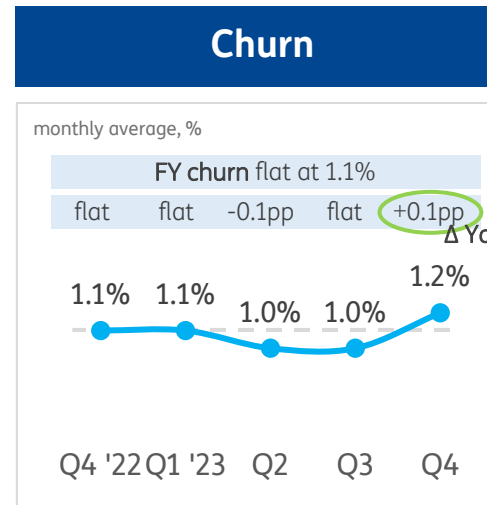 Churn
monthly average, %
FY churn flat at 1.1%
flat flat -0.1pp flat +0.1pp
Δ Yo
1.1% 1.1% 1.0% 1.0% 1.2%
Q4 '22 Q1 '23 Q2 Q3 Q4